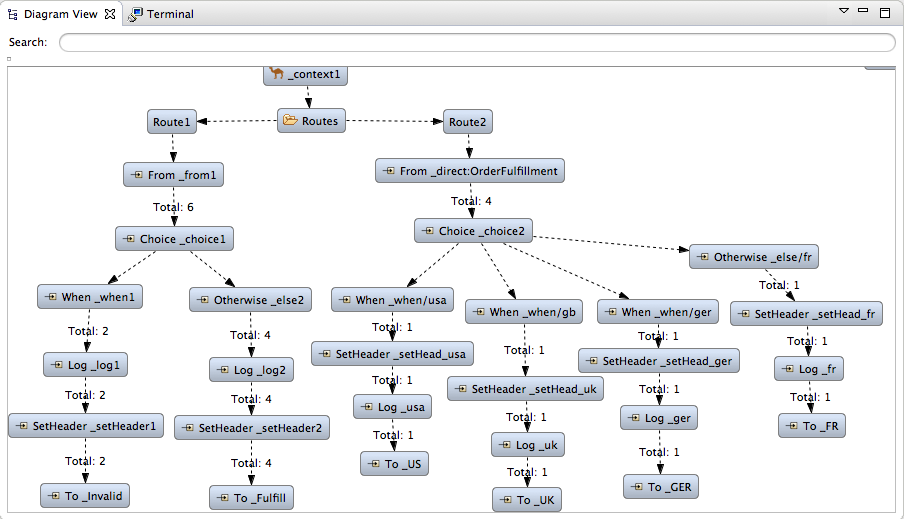 Diagram View
Terminal
Search:
_context1
Routes
Route1
Route2
From _from1
From _direct:OrderFulfillment
Total: 6
Total: 4
Choice _choice1
Choice _choice2
Otherwise _else/fr
Total: 1
When _when1
Otherwise _else2
When _when/usa
When _when/gb
When _when/ger
SetHeader _setHead_fr
Total: 2
Total: 4
Total: 1
Total: 1
Total: 1
Total: 1
Log _log1
Log _log2
SetHeader _setHead_usa
SetHeader _setHead_uk
SetHeader _setHead_ger
Log _fr
Total: 2
Total: 4
Total: 1
Total: 1
Total: 1
Total: 1
SetHeader _setHeader1
SetHeader _setHeader2
Log _usa
Log _uk
Log _ger
To _FR
Total: 2
Total: 4
Total: 1
Total: 1
Total: 1
To _Invalid
To _Fulfill
To _US
To _UK
To _GER